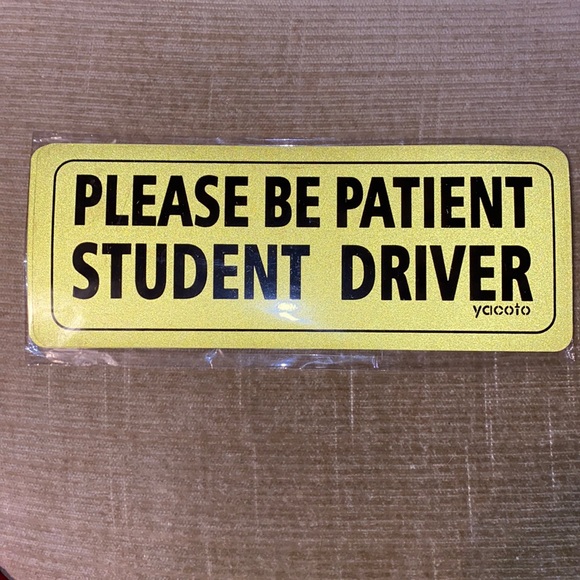 PLEASE BE PATIENT
STUDENT DRIVER
yacoto